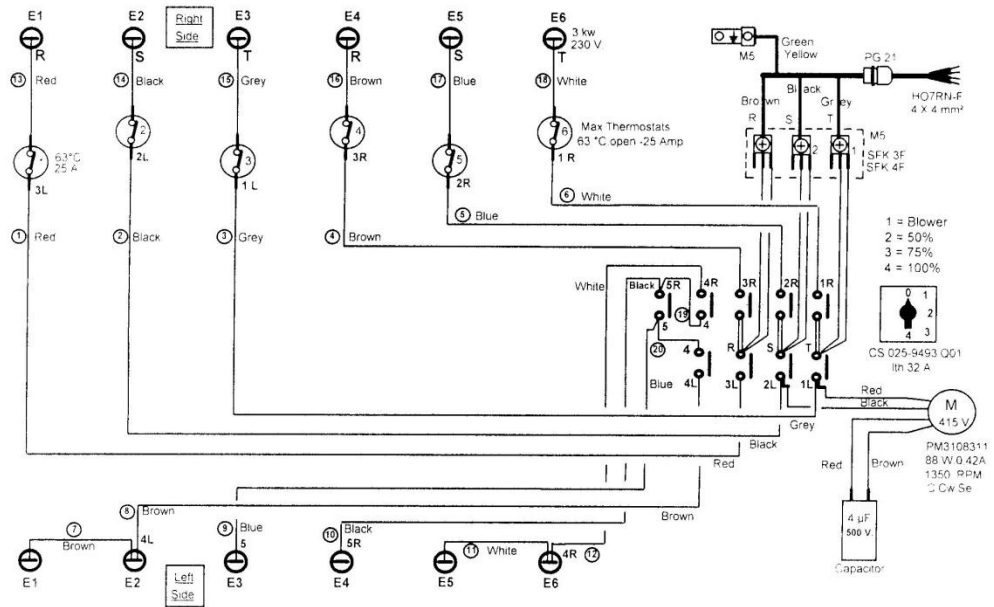 E1 E2 Right Side E3 E4 E5 E6
3 kw
230 V.
R S T R S T
13 Red 14 Black 15 Grey 16 Brown 17 Blue 18 White
M5
Green
Yellow
PG 21
HO7RN-F
4 X 4 mm²
Brown Black Grey
R S T
M5
2 1
SFK 3F
SFK 4F
63°C
25 A
3L
2
2L
3
1 L
4
3R
5
2R
6
1 R
Max Thermostats
63 °C open -25 Amp
6 White
5 Blue
1 Red 2 Black 3 Grey 4 Brown
1 = Blower
2 = 50%
3 = 75%
4 = 100%
0 1
2
4 3
CS 025-9493 Q01
Ith 32 A
White Black 5R 4R 3R 2R 1R
5 19 4
20 4 R S T
Blue 4L 3L 2L 1L
Grey
Black
Red
Red
Black
M
415 V.
PM3108311
88 W 0.42A
1350 RPM
Red Brown
4 µF
500 V.
Capacitor
8 Brown
Brown
7
Brown
4L
9 Blue
5
10 Black
5R
11
White
4R 12
E1 E2 E3 E4 E5 E6
Left
Side